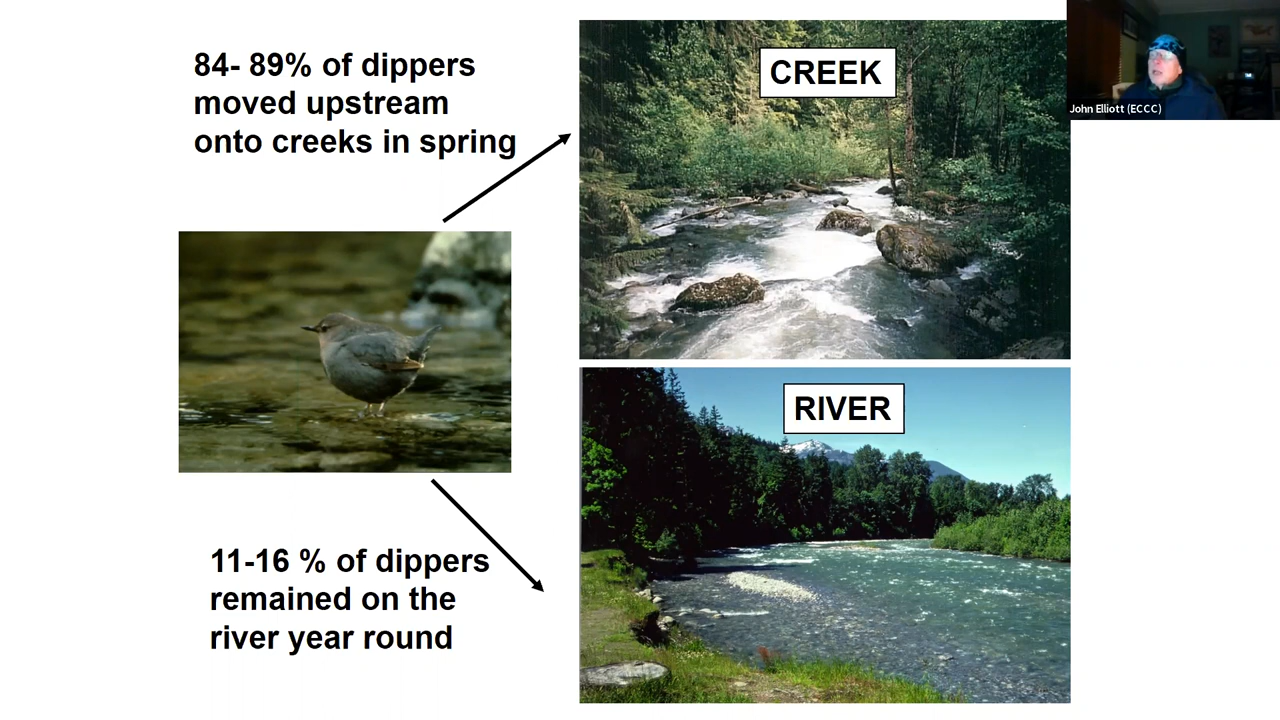 84- 89% of dippers
moved upstream
onto creeks in spring
CREEK
John Elliott (ECCC)
RIVER
11-16 % of dippers
remained on the
river year round